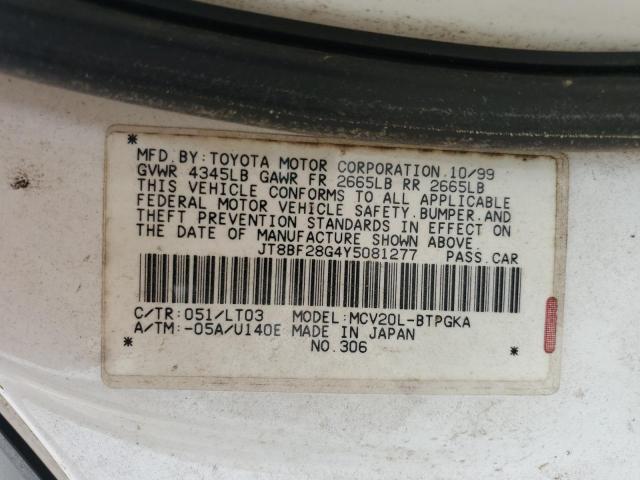 MFD. BY: TOYOTA MOTOR CORPORATION 10/99
GVWR 4345LB GAWR FR 2665LB RR 2665LB
THIS VEHICLE CONFORMS TO ALL APPLICABLE
FEDERAL MOTOR VEHICLE SAFETY, BUMPER, AND
THEFT PREVENTION STANDARDS IN EFFECT ON
THE DATE OF MANUFACTURE SHOWN ABOVE.
JT8BF28G4Y5081277 PASS. CAR
C/TR: 051/LT03 MODEL: MCV20L-BTPGKA
A/TM: -05A/U140E MADE IN JAPAN
NO. 306